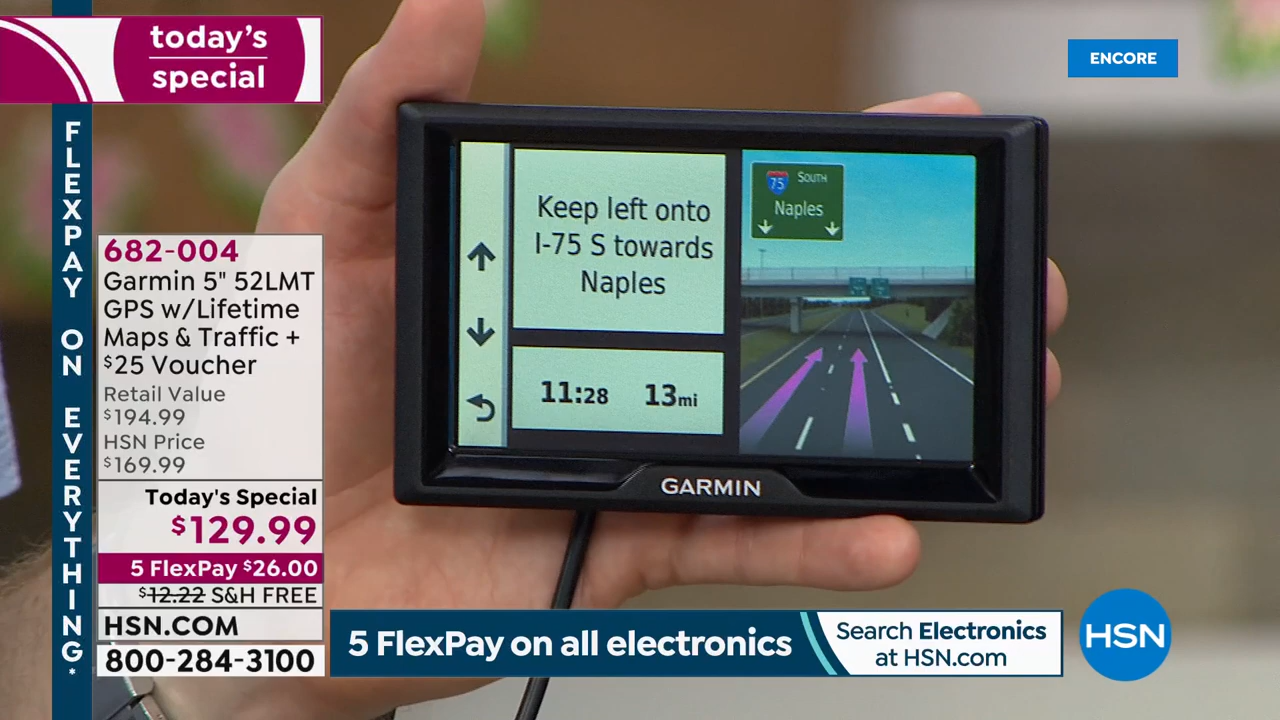 today's
special
ENCORE
FLEXPAY ON EVERYTHING*
682-004
Garmin 5" 52LMT
GPS w/Lifetime
Maps & Traffic +
$25 Voucher
Retail Value
$194.99
HSN Price
$169.99
Today's Special
$129.99
5 FlexPay $26.00
$12.22 S&H FREE
HSN.COM
800-284-3100
Keep left onto
I-75 S towards
Naples
11:28 13mi
75 SOUTH
Naples
GARMIN
5 FlexPay on all electronics
Search Electronics
at HSN.com
HSN